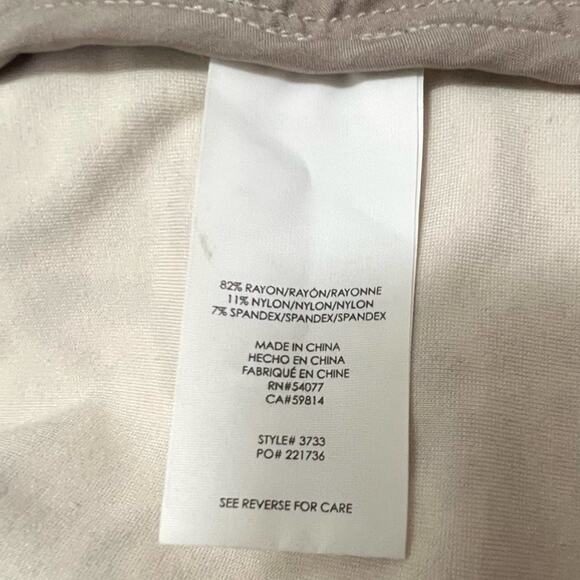 82% RAYON/RAYÓN/RAYONNE
11% NYLON/NYLON/NYLON
7% SPANDEX/SPANDEX/SPANDEX
MADE IN CHINA
HECHO EN CHINA
FABRIQUÉ EN CHINE
RN#54077
CA#59814
STYLE# 3733
PO# 221736
SEE REVERSE FOR CARE